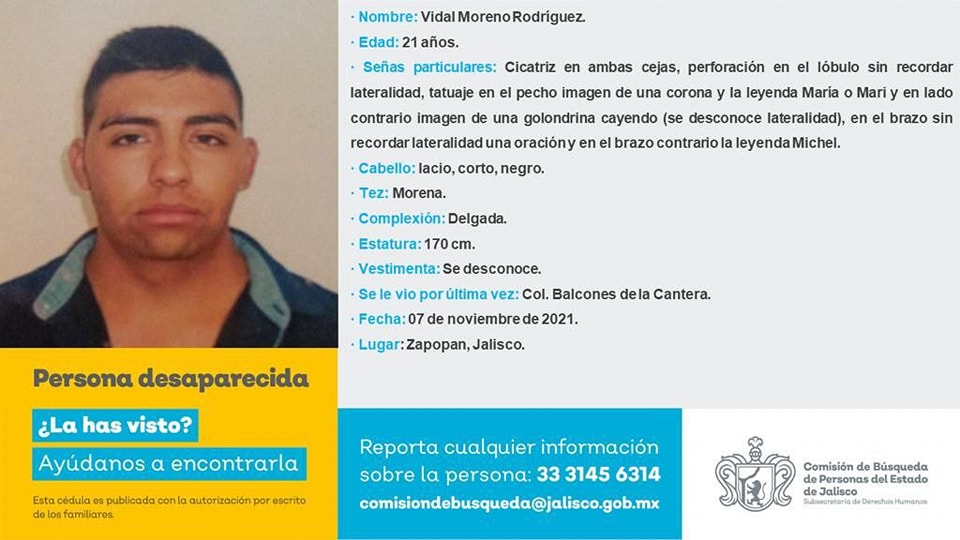 · Nombre: Vidal Moreno Rodríguez.
· Edad: 21 años.
· Señas particulares: Cicatriz en ambas cejas, perforación en el lóbulo sin recordar
lateralidad, tatuaje en el pecho imagen de una corona y la leyenda María o Mari y en lado
contrario imagen de una golondrina cayendo (se desconoce lateralidad), en el brazo sin
recordar lateralidad una oración y en el brazo contrario la leyenda Michel.
· Cabello: lacio, corto, negro.
· Tez: Morena.
· Complexión: Delgada.
· Estatura: 170 cm.
· Vestimenta: Se desconoce.
· Se le vio por última vez: Col. Balcones de la Cantera.
· Fecha: 07 de noviembre de 2021.
· Lugar: Zapopan, Jalisco.
Persona desaparecida
¿La has visto?
Ayúdanos a encontrarla
Esta cédula es publicada con la autorización por escrito
de los familiares.
Reporta cualquier información
sobre la persona: 33 3145 6314
comisiondebusqueda@jalisco.gob.mx
Comisión de Búsqueda
de Personas del Estado
de Jalisco
Subsecretaría de Derechos Humanos